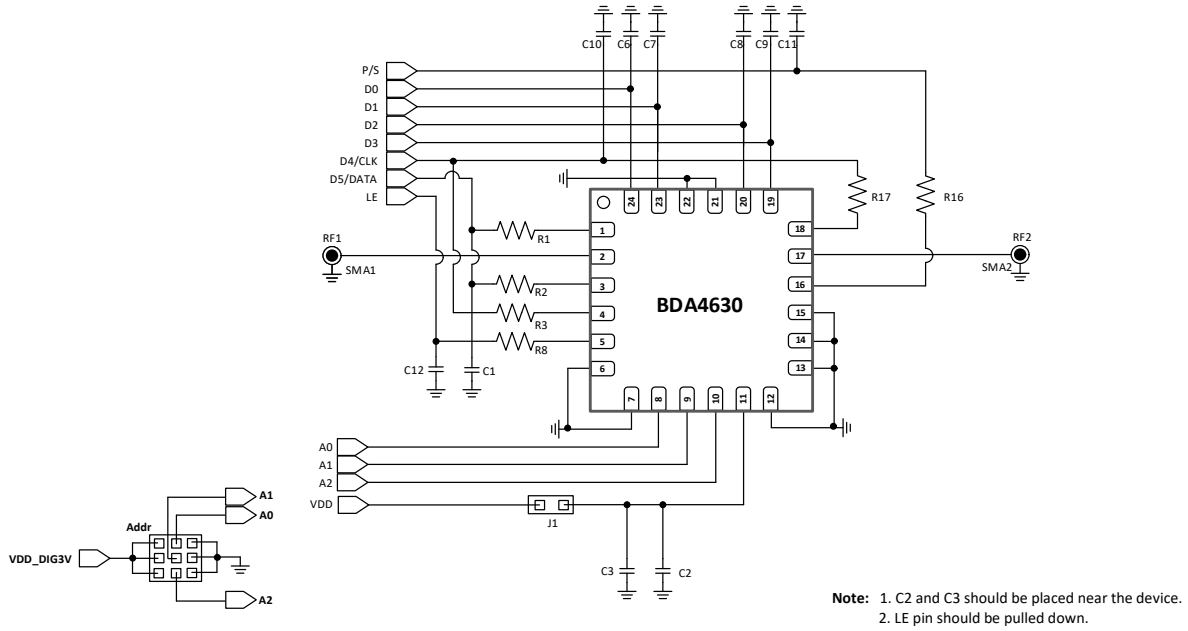 C10 C6 C7 C8 C9 C11
P/S
D0
D1
D2
D3
D4/CLK
D5/DATA
LE
R17 R16
24 23 22 21 20 19
1 R1 18
RF1 SMA1 2 17 RF2 SMA2
3 R2 16
BDA4630
4 R3 15
5 R8 14
C12 C1 6 13
7 8 9 10 11 12
A0
A1
A2
VDD
J1
A1
A0
Addr
VDD_DIG3V
A2
C3 C2
Note: 1. C2 and C3 should be placed near the device.
2. LE pin should be pulled down.